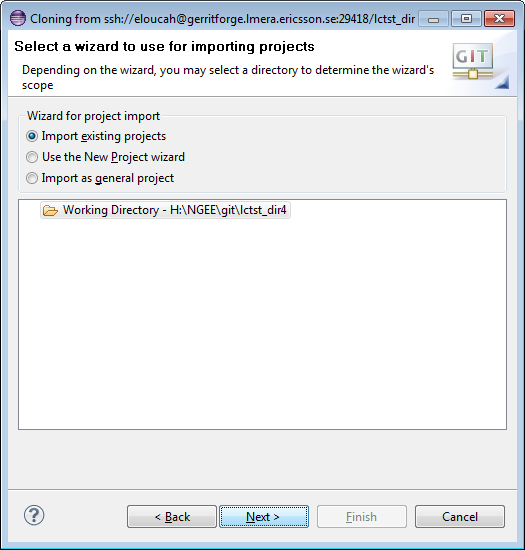 Cloning from ssh://eloucah@gerritforge.lmera.ericsson.se:29418/lctst_dir
Select a wizard to use for importing projects
Depending on the wizard, you may select a directory to determine the wizard's
scope
GIT
Wizard for project import
Import existing projects
Use the New Project wizard
Import as general project
Working Directory - H:\NGEE\git\lctst_dir4
?
< Back
Next >
Finish
Cancel